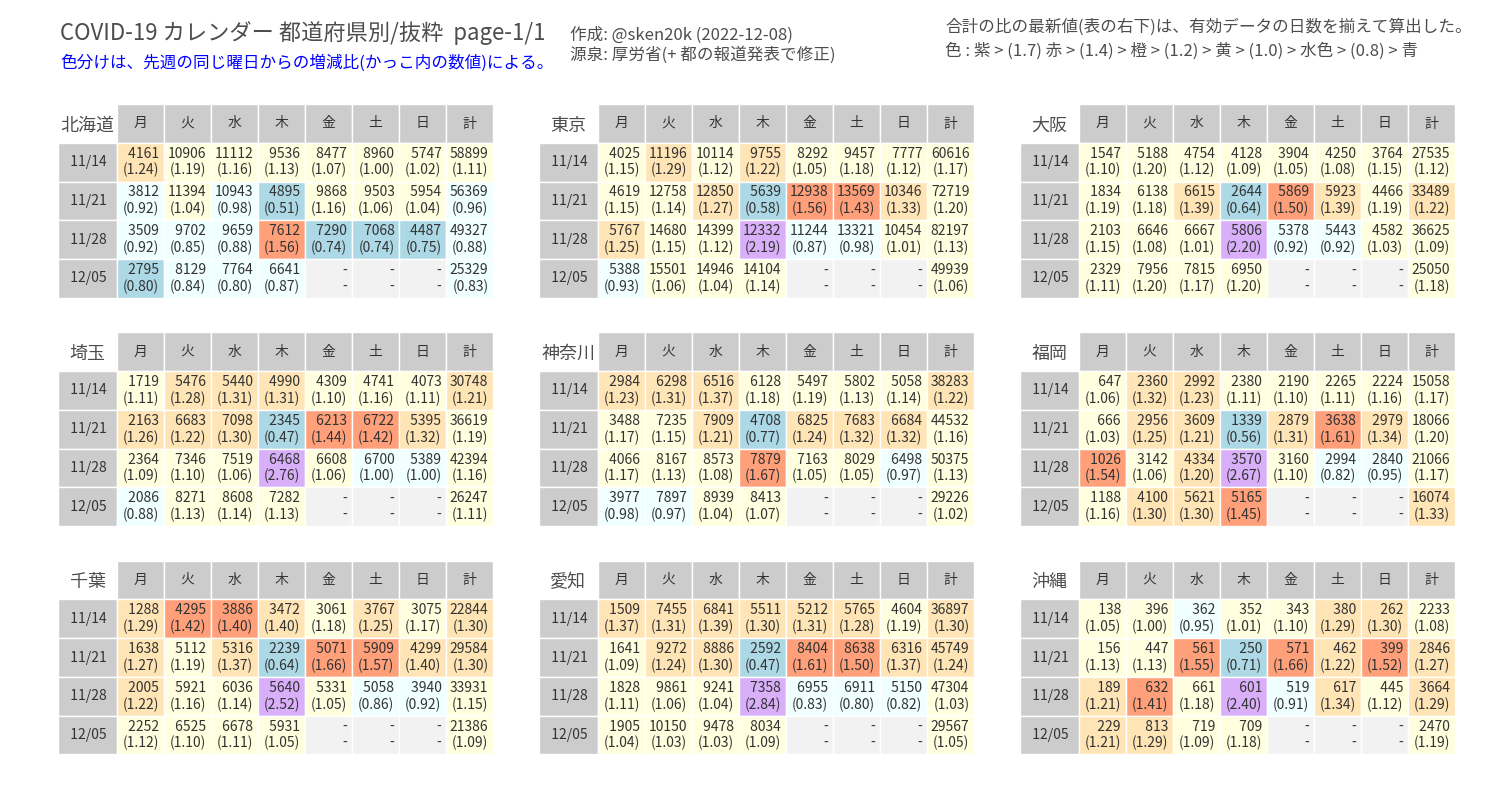 COVID-19 カレンダー 都道府県別/抜粋 page-1/1
色分けは、先週の同じ曜日からの増減比(かっこ内の数値)による。
作成: @sken20k (2022-12-08)
源泉: 厚労省(+ 都の報道発表で修正)
合計の比の最新値(表の右下)は、有効データの日数を揃えて算出した。
色 : 紫 > (1.7) 赤 > (1.4) > 橙 > (1.2) > 黄 > (1.0) > 水色 > (0.8) > 青
北海道 月 火 水 木 金 土 日 計
11/14 4161 10906 11112 9536 8477 8960 5747 58899
(1.24) (1.19) (1.16) (1.13) (1.07) (1.00) (1.02) (1.11)
11/21 3812 11394 10943 4895 9868 9503 5954 56369
(0.92) (1.04) (0.98) (0.51) (1.16) (1.06) (1.04) (0.96)
11/28 3509 9702 9659 7612 7290 7068 4487 49327
(0.92) (0.85) (0.88) (1.56) (0.74) (0.74) (0.75) (0.88)
12/05 2795 8129 7764 6641 - - - 25329
(0.80) (0.84) (0.80) (0.87) - - - (0.83)
東京 月 火 水 木 金 土 日 計
11/14 4025 11196 10114 9755 8292 9457 7777 60616
(1.15) (1.29) (1.12) (1.22) (1.05) (1.18) (1.12) (1.17)
11/21 4619 12758 12850 5639 12938 13569 10346 72719
(1.15) (1.14) (1.27) (0.58) (1.56) (1.43) (1.33) (1.20)
11/28 5767 14680 14399 12332 11244 13321 10454 82197
(1.25) (1.15) (1.12) (2.19) (0.87) (0.98) (1.01) (1.13)
12/05 5388 15501 14946 14104 - - - 49939
(0.93) (1.06) (1.04) (1.14) - - - (1.06)
大阪 月 火 水 木 金 土 日 計
11/14 1547 5188 4754 4128 3904 4250 3764 27535
(1.10) (1.20) (1.12) (1.09) (1.05) (1.08) (1.15) (1.12)
11/21 1834 6138 6615 2644 5869 5923 4466 33489
(1.19) (1.18) (1.39) (0.64) (1.50) (1.39) (1.19) (1.22)
11/28 2103 6646 6667 5806 5378 5443 4582 36625
(1.15) (1.08) (1.01) (2.20) (0.92) (0.92) (1.03) (1.09)
12/05 2329 7956 7815 6950 - - - 25050
(1.11) (1.20) (1.17) (1.20) - - - (1.18)
埼玉 月 火 水 木 金 土 日 計
11/14 1719 5476 5440 4990 4309 4741 4073 30748
(1.11) (1.28) (1.31) (1.31) (1.10) (1.16) (1.11) (1.21)
11/21 2163 6683 7098 2345 6213 6722 5395 36619
(1.26) (1.22) (1.30) (0.47) (1.44) (1.42) (1.32) (1.19)
11/28 2364 7346 7519 6468 6608 6700 5389 42394
(1.09) (1.10) (1.06) (2.76) (1.06) (1.00) (1.00) (1.16)
12/05 2086 8271 8608 7282 - - - 26247
(0.88) (1.13) (1.14) (1.13) - - - (1.11)
神奈川 月 火 水 木 金 土 日 計
11/14 2984 6298 6516 6128 5497 5802 5058 38283
(1.23) (1.31) (1.37) (1.18) (1.19) (1.13) (1.14) (1.22)
11/21 3488 7235 7909 4708 6825 7683 6684 44532
(1.17) (1.15) (1.21) (0.77) (1.24) (1.32) (1.32) (1.16)
11/28 4066 8167 8573 7879 7163 8029 6498 50375
(1.17) (1.13) (1.08) (1.67) (1.05) (1.05) (0.97) (1.13)
12/05 3977 7897 8939 8413 - - - 29226
(0.98) (0.97) (1.04) (1.07) - - - (1.02)
福岡 月 火 水 木 金 土 日 計
11/14 647 2360 2992 2380 2190 2265 2224 15058
(1.06) (1.32) (1.23) (1.11) (1.10) (1.11) (1.16) (1.17)
11/21 666 2956 3609 1339 2879 3638 2979 18066
(1.03) (1.25) (1.21) (0.56) (1.31) (1.61) (1.34) (1.20)
11/28 1026 3142 4334 3570 3160 2994 2840 21066
(1.54) (1.06) (1.20) (2.67) (1.10) (0.82) (0.95) (1.17)
12/05 1188 4100 5621 5165 - - - 16074
(1.16) (1.30) (1.30) (1.45) - - - (1.33)
千葉 月 火 水 木 金 土 日 計
11/14 1288 4295 3886 3472 3061 3767 3075 22844
(1.29) (1.42) (1.40) (1.40) (1.18) (1.25) (1.17) (1.30)
11/21 1638 5112 5316 2239 5071 5909 4299 29584
(1.27) (1.19) (1.37) (0.64) (1.66) (1.57) (1.40) (1.30)
11/28 2005 5921 6036 5640 5331 5058 3940 33931
(1.22) (1.16) (1.14) (2.52) (1.05) (0.86) (0.92) (1.15)
12/05 2252 6525 6678 5931 - - - 21386
(1.12) (1.10) (1.11) (1.05) - - - (1.09)
愛知 月 火 水 木 金 土 日 計
11/14 1509 7455 6841 5511 5212 5765 4604 36897
(1.37) (1.31) (1.39) (1.30) (1.31) (1.28) (1.19) (1.30)
11/21 1641 9272 8886 2592 8404 8638 6316 45749
(1.09) (1.24) (1.30) (0.47) (1.61) (1.50) (1.37) (1.24)
11/28 1828 9861 9241 7358 6955 6911 5150 47304
(1.11) (1.06) (1.04) (2.84) (0.83) (0.80) (0.82) (1.03)
12/05 1905 10150 9478 8034 - - - 29567
(1.04) (1.03) (1.03) (1.09) - - - (1.05)
沖縄 月 火 水 木 金 土 日 計
11/14 138 396 362 352 343 380 262 2233
(1.05) (1.00) (0.95) (1.01) (1.10) (1.29) (1.30) (1.08)
11/21 156 447 561 250 571 462 399 2846
(1.13) (1.13) (1.55) (0.71) (1.66) (1.22) (1.52) (1.27)
11/28 189 632 661 601 519 617 445 3664
(1.21) (1.41) (1.18) (2.40) (0.91) (1.34) (1.12) (1.29)
12/05 229 813 719 709 - - - 2470
(1.21) (1.29) (1.09) (1.18) - - - (1.19)